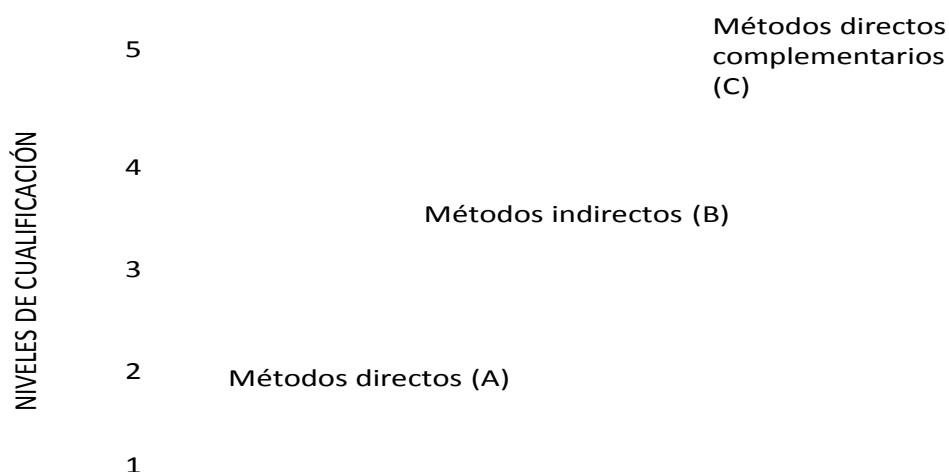 Métodos directos
complementarios
(C)
5
4
Métodos indirectos (B)
3
2
Métodos directos (A)
1
NIVELES DE CUALIFICACIÓN